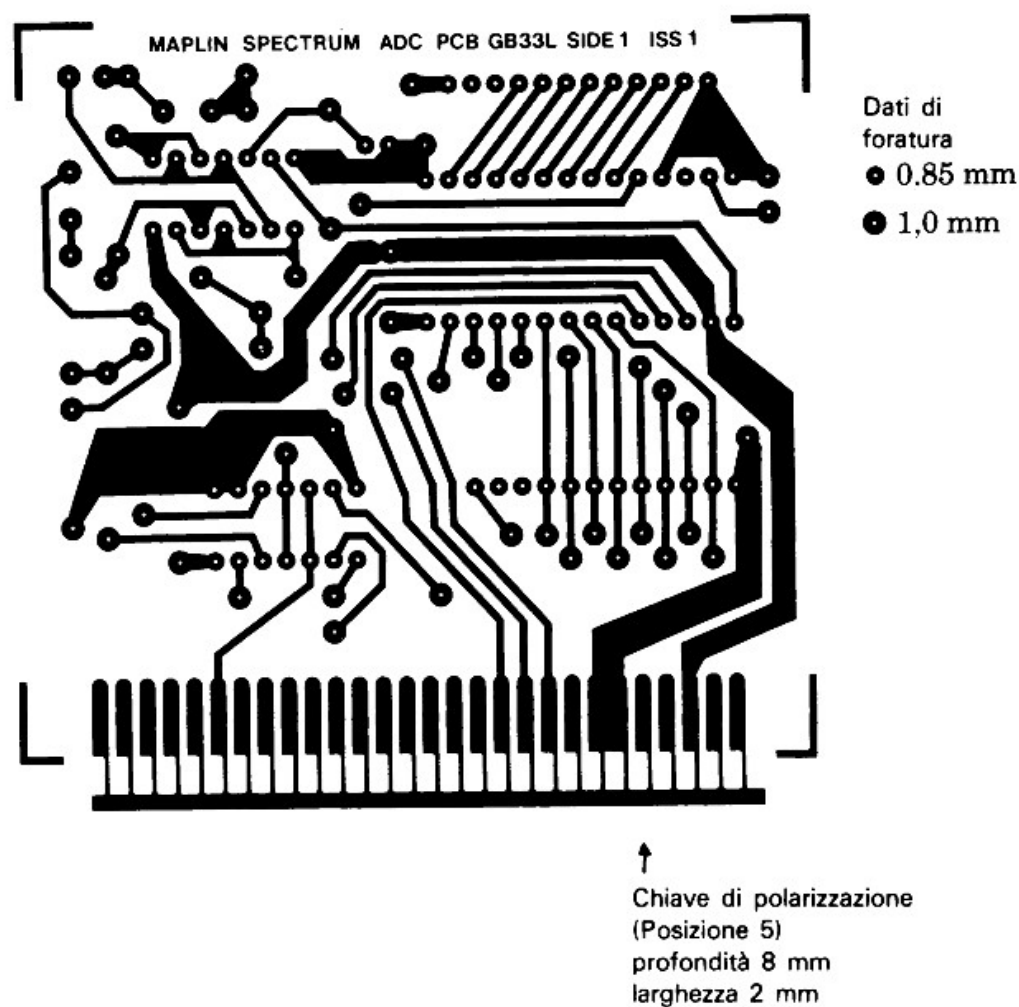 MAPLIN SPECTRUM ADC PCB GB33L SIDE 1 ISS 1
Dati di
foratura
0.85 mm
1,0 mm
Chiave di polarizzazione
(Posizione 5)
profondità 8 mm
larghezza 2 mm